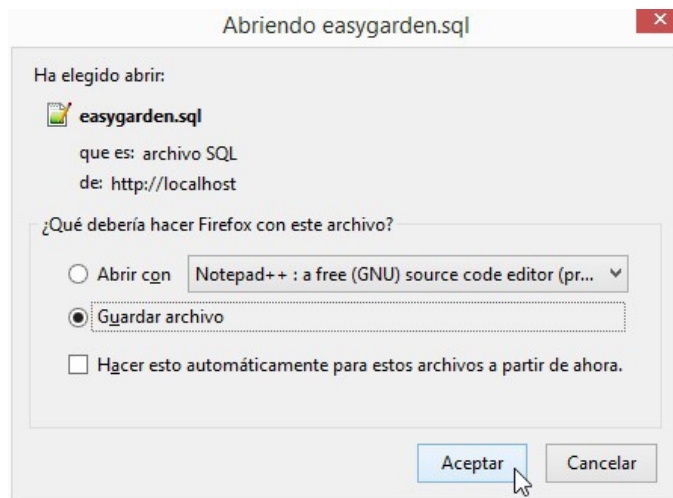 Abriendo easygarden.sql
Ha elegido abrir:
easygarden.sql
que es: archivo SQL
de: http://localhost
¿Qué debería hacer Firefox con este archivo?
Abrir con Notepad++ : a free (GNU) source code editor (pr...
Guardar archivo
Hacer esto automáticamente para estos archivos a partir de ahora.
Aceptar Cancelar